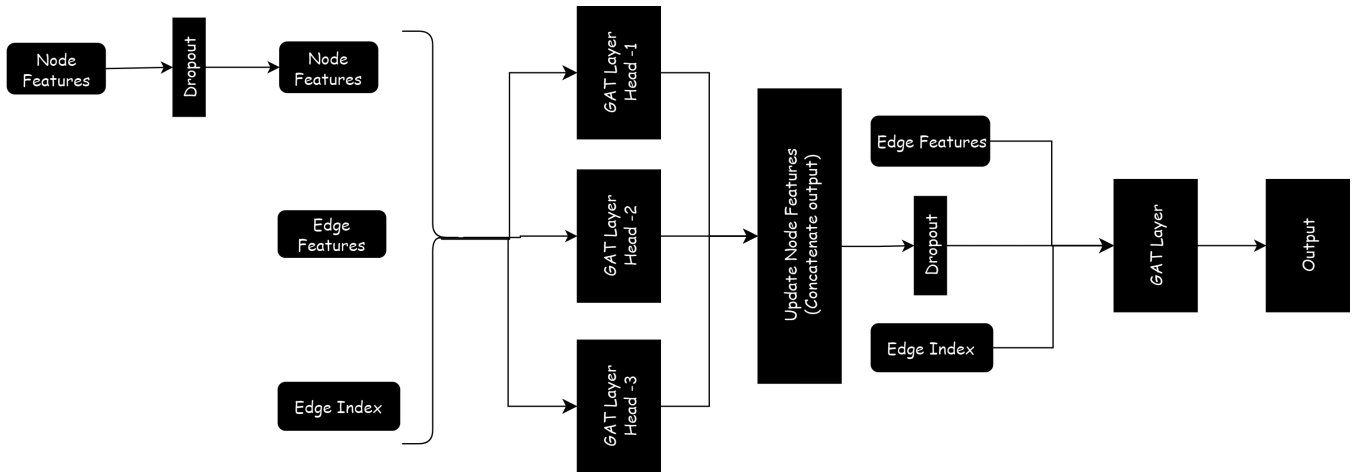 Node
Features
Dropout
Node
Features
Edge
Features
Edge Index
GAT Layer
Head -1
GAT Layer
Head -2
GAT Layer
Head -3
Update Node Features
(Concatenate output)
Edge Features
Dropout
Edge Index
GAT Layer
Output